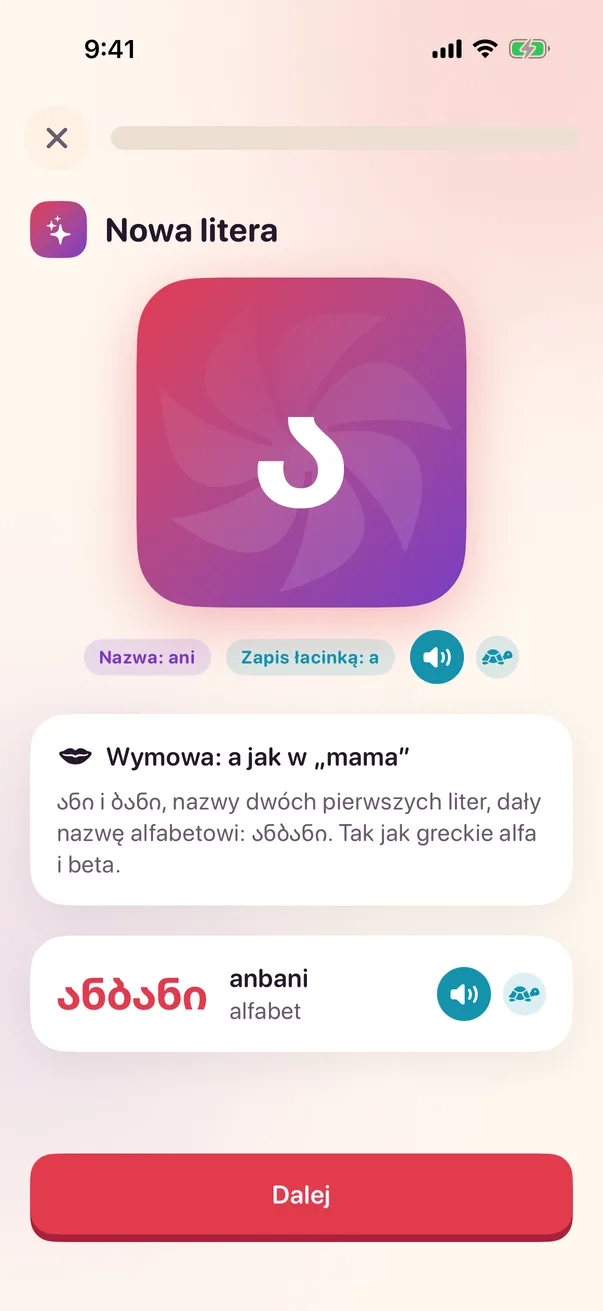 9:41
Nowa litera
ა
Nazwa: ani
Zapis łacinką: a
Wymowa: a jak w „mama”
ანი i ბანი, nazwy dwóch pierwszych liter, dały
nazwę alfabetowi: ანბანი. Tak jak greckie alfa
i beta.
ანბანი
anbani
alfabet
Dalej